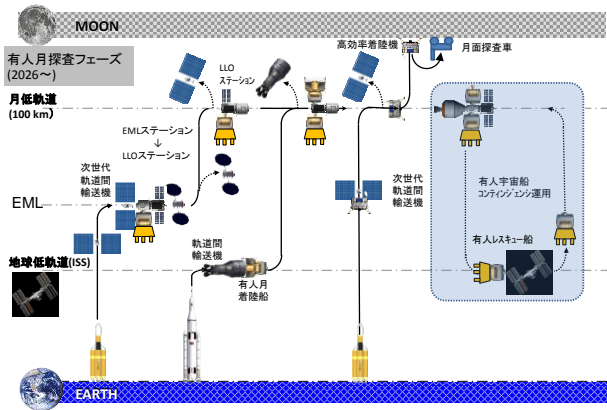 MOON
有人月探査フェーズ
(2026～)
高効率着陸機
月面探査車
LLO
ステーション
月低軌道
(100 km)
EMLステーション
↓
LLOステーション
次世代
軌道間
輸送機
EML
次世代
軌道間
輸送機
有人宇宙船
コンティンジェンシ運用
有人レスキュー船
軌道間
輸送機
地球低軌道(ISS)
有人月
着陸船
EARTH